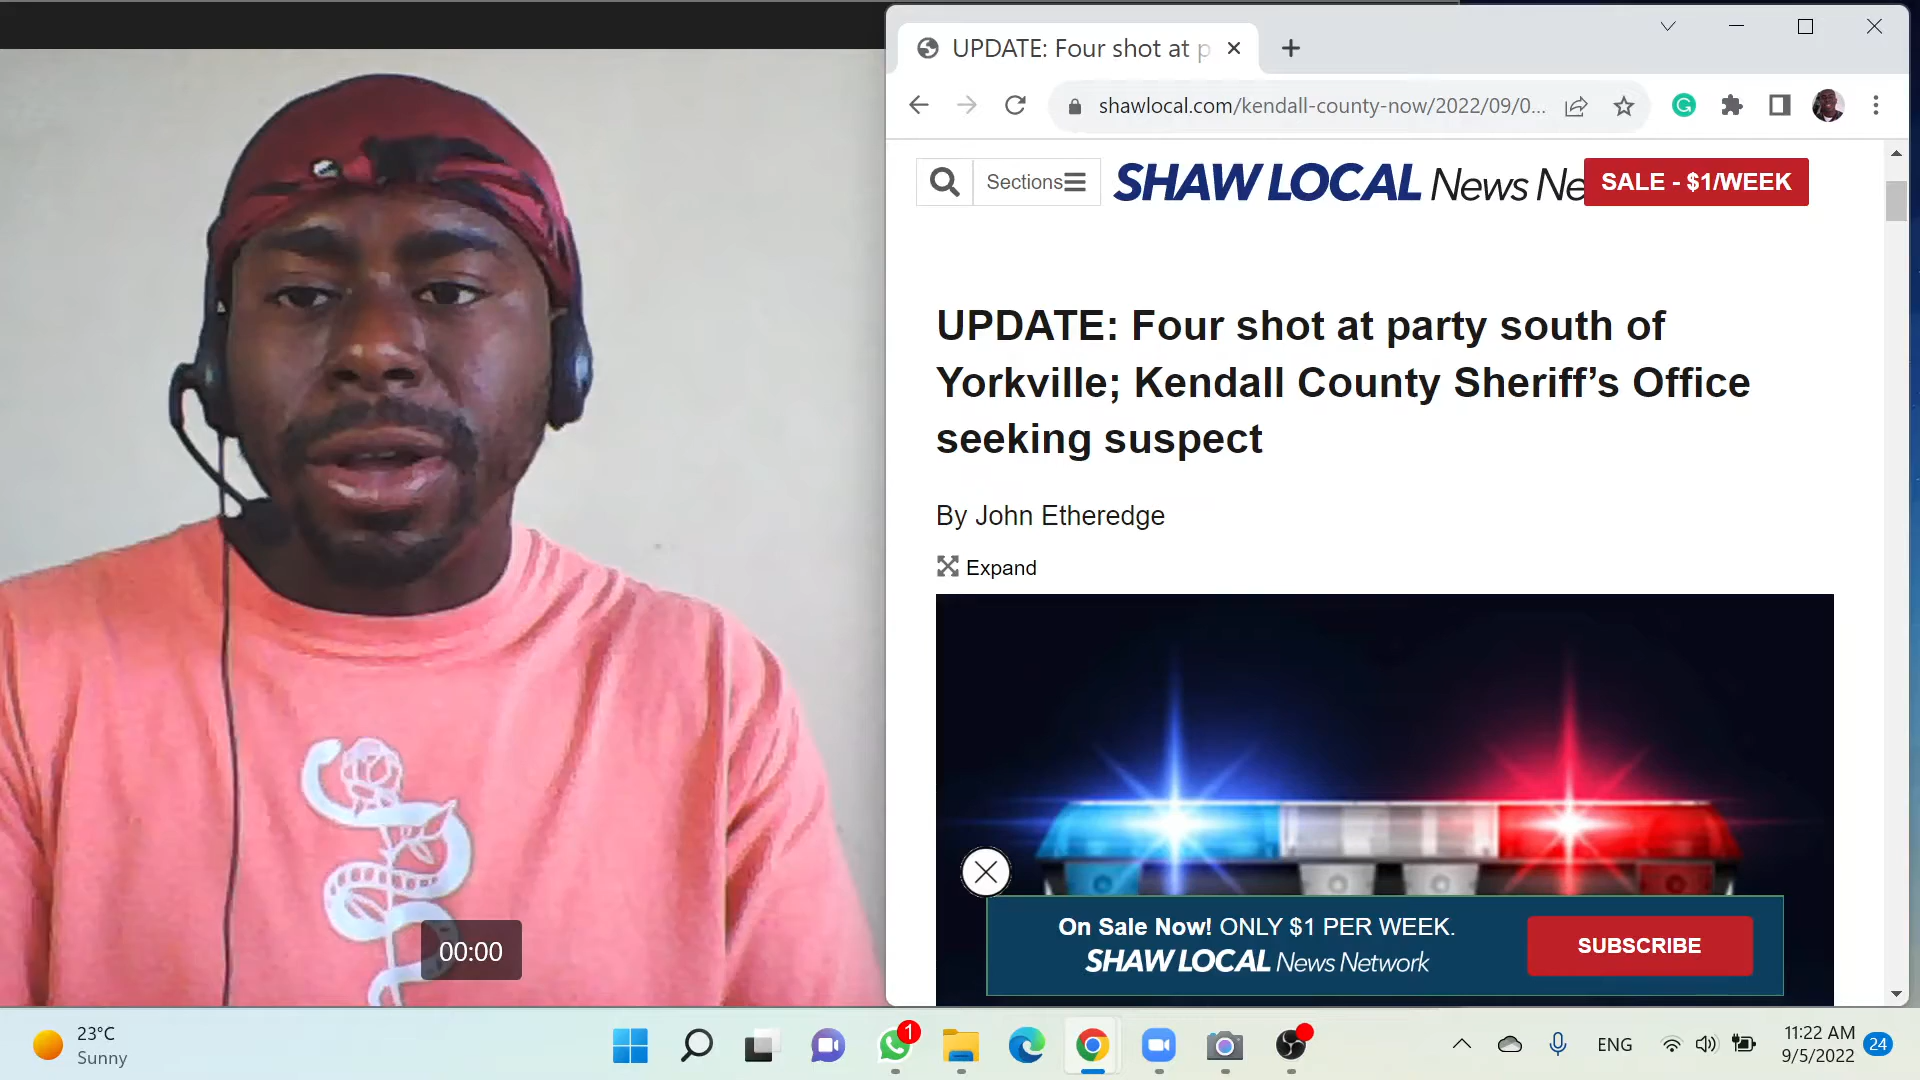 UPDATE: Four shot at p
shawlocal.com/kendall-county-now/2022/09/0...
Sections
SHAW LOCAL News Ne
SALE - $1/WEEK
UPDATE: Four shot at party south of
Yorkville; Kendall County Sheriff’s Office
seeking suspect
By John Etheredge
Expand
On Sale Now! ONLY $1 PER WEEK.
SHAW LOCAL News Network
SUBSCRIBE
00:00
23°C
Sunny
1
ENG
11:22 AM
9/5/2022
24